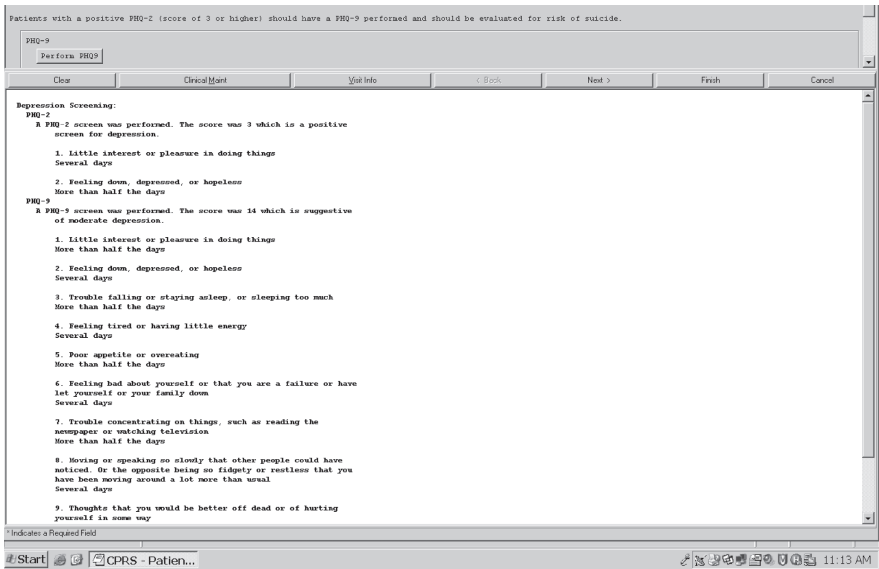 Patients with a positive PHQ-2 (score of 3 or higher) should have a PHQ-9 performed and should be evaluated for risk of suicide.
PHQ-9
Perform PHQ9
Clear Clinical Maint Visit Info < Back Next > Finish Cancel
Depression Screening:
PHQ-2
A PHQ-2 screen was performed. The score was 3 which is a positive
screen for depression.
1. Little interest or pleasure in doing things
Several days
2. Feeling down, depressed, or hopeless
More than half the days
PHQ-9
A PHQ-9 screen was performed. The score was 14 which is suggestive
of moderate depression.
1. Little interest or pleasure in doing things
More than half the days
2. Feeling down, depressed, or hopeless
Several days
3. Trouble falling or staying asleep, or sleeping too much
More than half the days
4. Feeling tired or having little energy
Several days
5. Poor appetite or overeating
More than half the days
6. Feeling bad about yourself or that you are a failure or have
let yourself or your family down
Several days
7. Trouble concentrating on things, such as reading the
newspaper or watching television
More than half the days
8. Moving or speaking so slowly that other people could have
noticed. Or the opposite being so fidgety or restless that you
have been moving around a lot more than usual
Several days
9. Thoughts that you would be better off dead or of hurting
yourself in some way
* Indicates a Required Field
Start CPRS - Patien... 11:13 AM